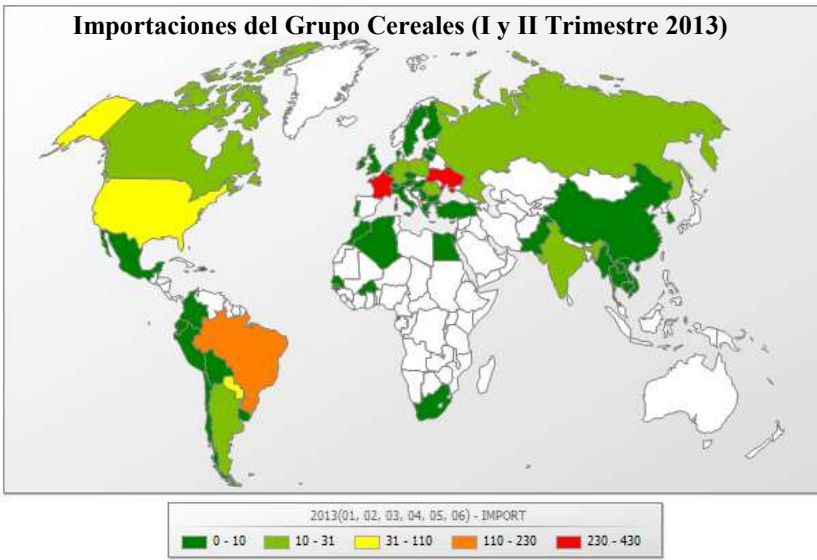 Importaciones del Grupo Cereales (I y II Trimestre 2013)
2013(01, 02, 03, 04, 05, 06) - IMPORT
0 - 10 10 - 31 31 - 110 110 - 230 230 - 430